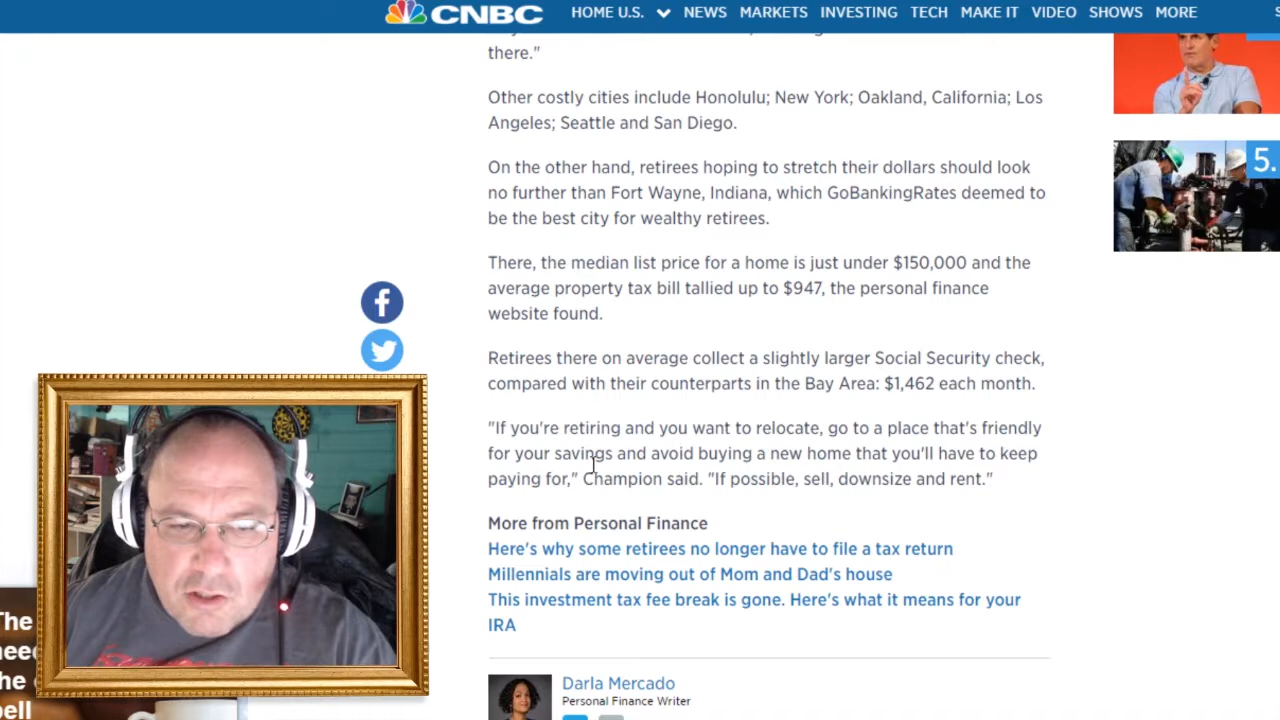 CNBC
HOME U.S. NEWS MARKETS INVESTING TECH MAKE IT VIDEO SHOWS MORE
there."
Other costly cities include Honolulu; New York; Oakland, California; Los
Angeles; Seattle and San Diego.
On the other hand, retirees hoping to stretch their dollars should look
no further than Fort Wayne, Indiana, which GoBankingRates deemed to
be the best city for wealthy retirees.
There, the median list price for a home is just under $150,000 and the
average property tax bill tallied up to $947, the personal finance
website found.
Retirees there on average collect a slightly larger Social Security check,
compared with their counterparts in the Bay Area: $1,462 each month.
"If you're retiring and you want to relocate, go to a place that's friendly
for your savings and avoid buying a new home that you'll have to keep
paying for," Champion said. "If possible, sell, downsize and rent."
More from Personal Finance
Here's why some retirees no longer have to file a tax return
Millennials are moving out of Mom and Dad's house
This investment tax fee break is gone. Here's what it means for your
IRA
Darla Mercado
Personal Finance Writer
5.
The